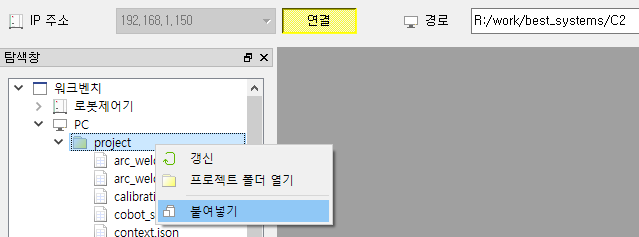 IP 주소 192,168,1,150 연결 경로 R:/work/best_systems/C2
탐색창
워크벤치
로봇제어기
PC
project
갱신
프로젝트 폴더 열기
붙여넣기
arc_weld
arc_weld
calibrati
cobot_s
context.json